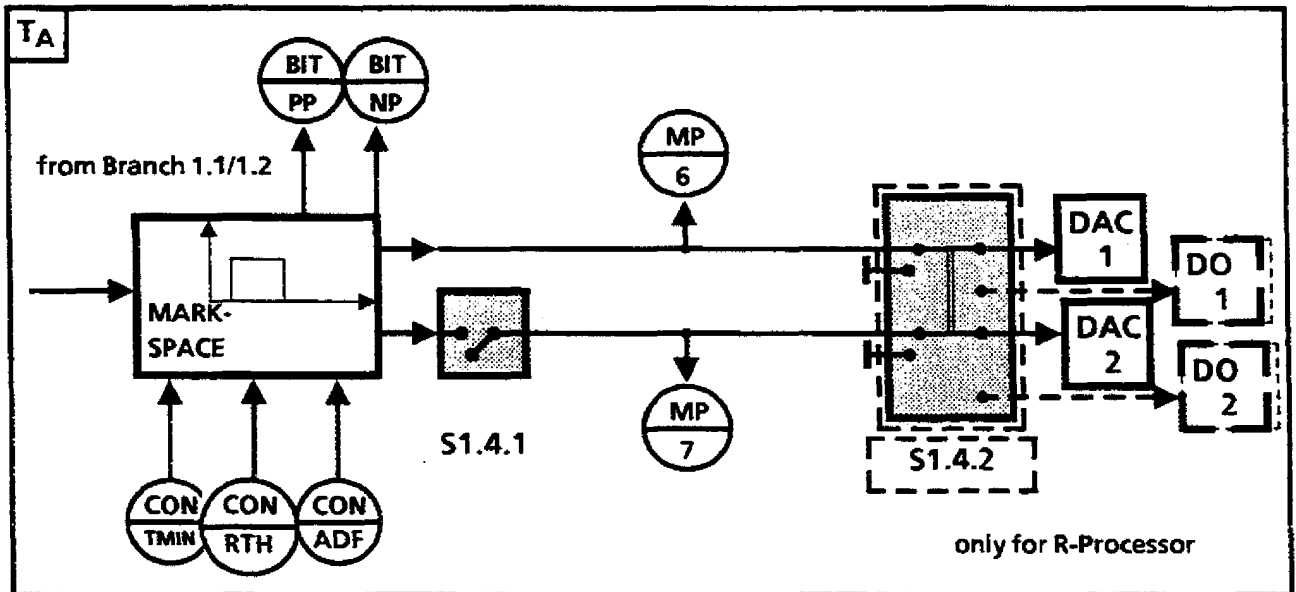 TA
BIT
PP
BIT
NP
from Branch 1.1/1.2
MP
6
MARK-
SPACE
DAC
1
DO
1
DAC
2
DO
2
MP
7
S1.4.1
S1.4.2
CON
TMIN
CON
RTH
CON
ADF
only for R-Processor